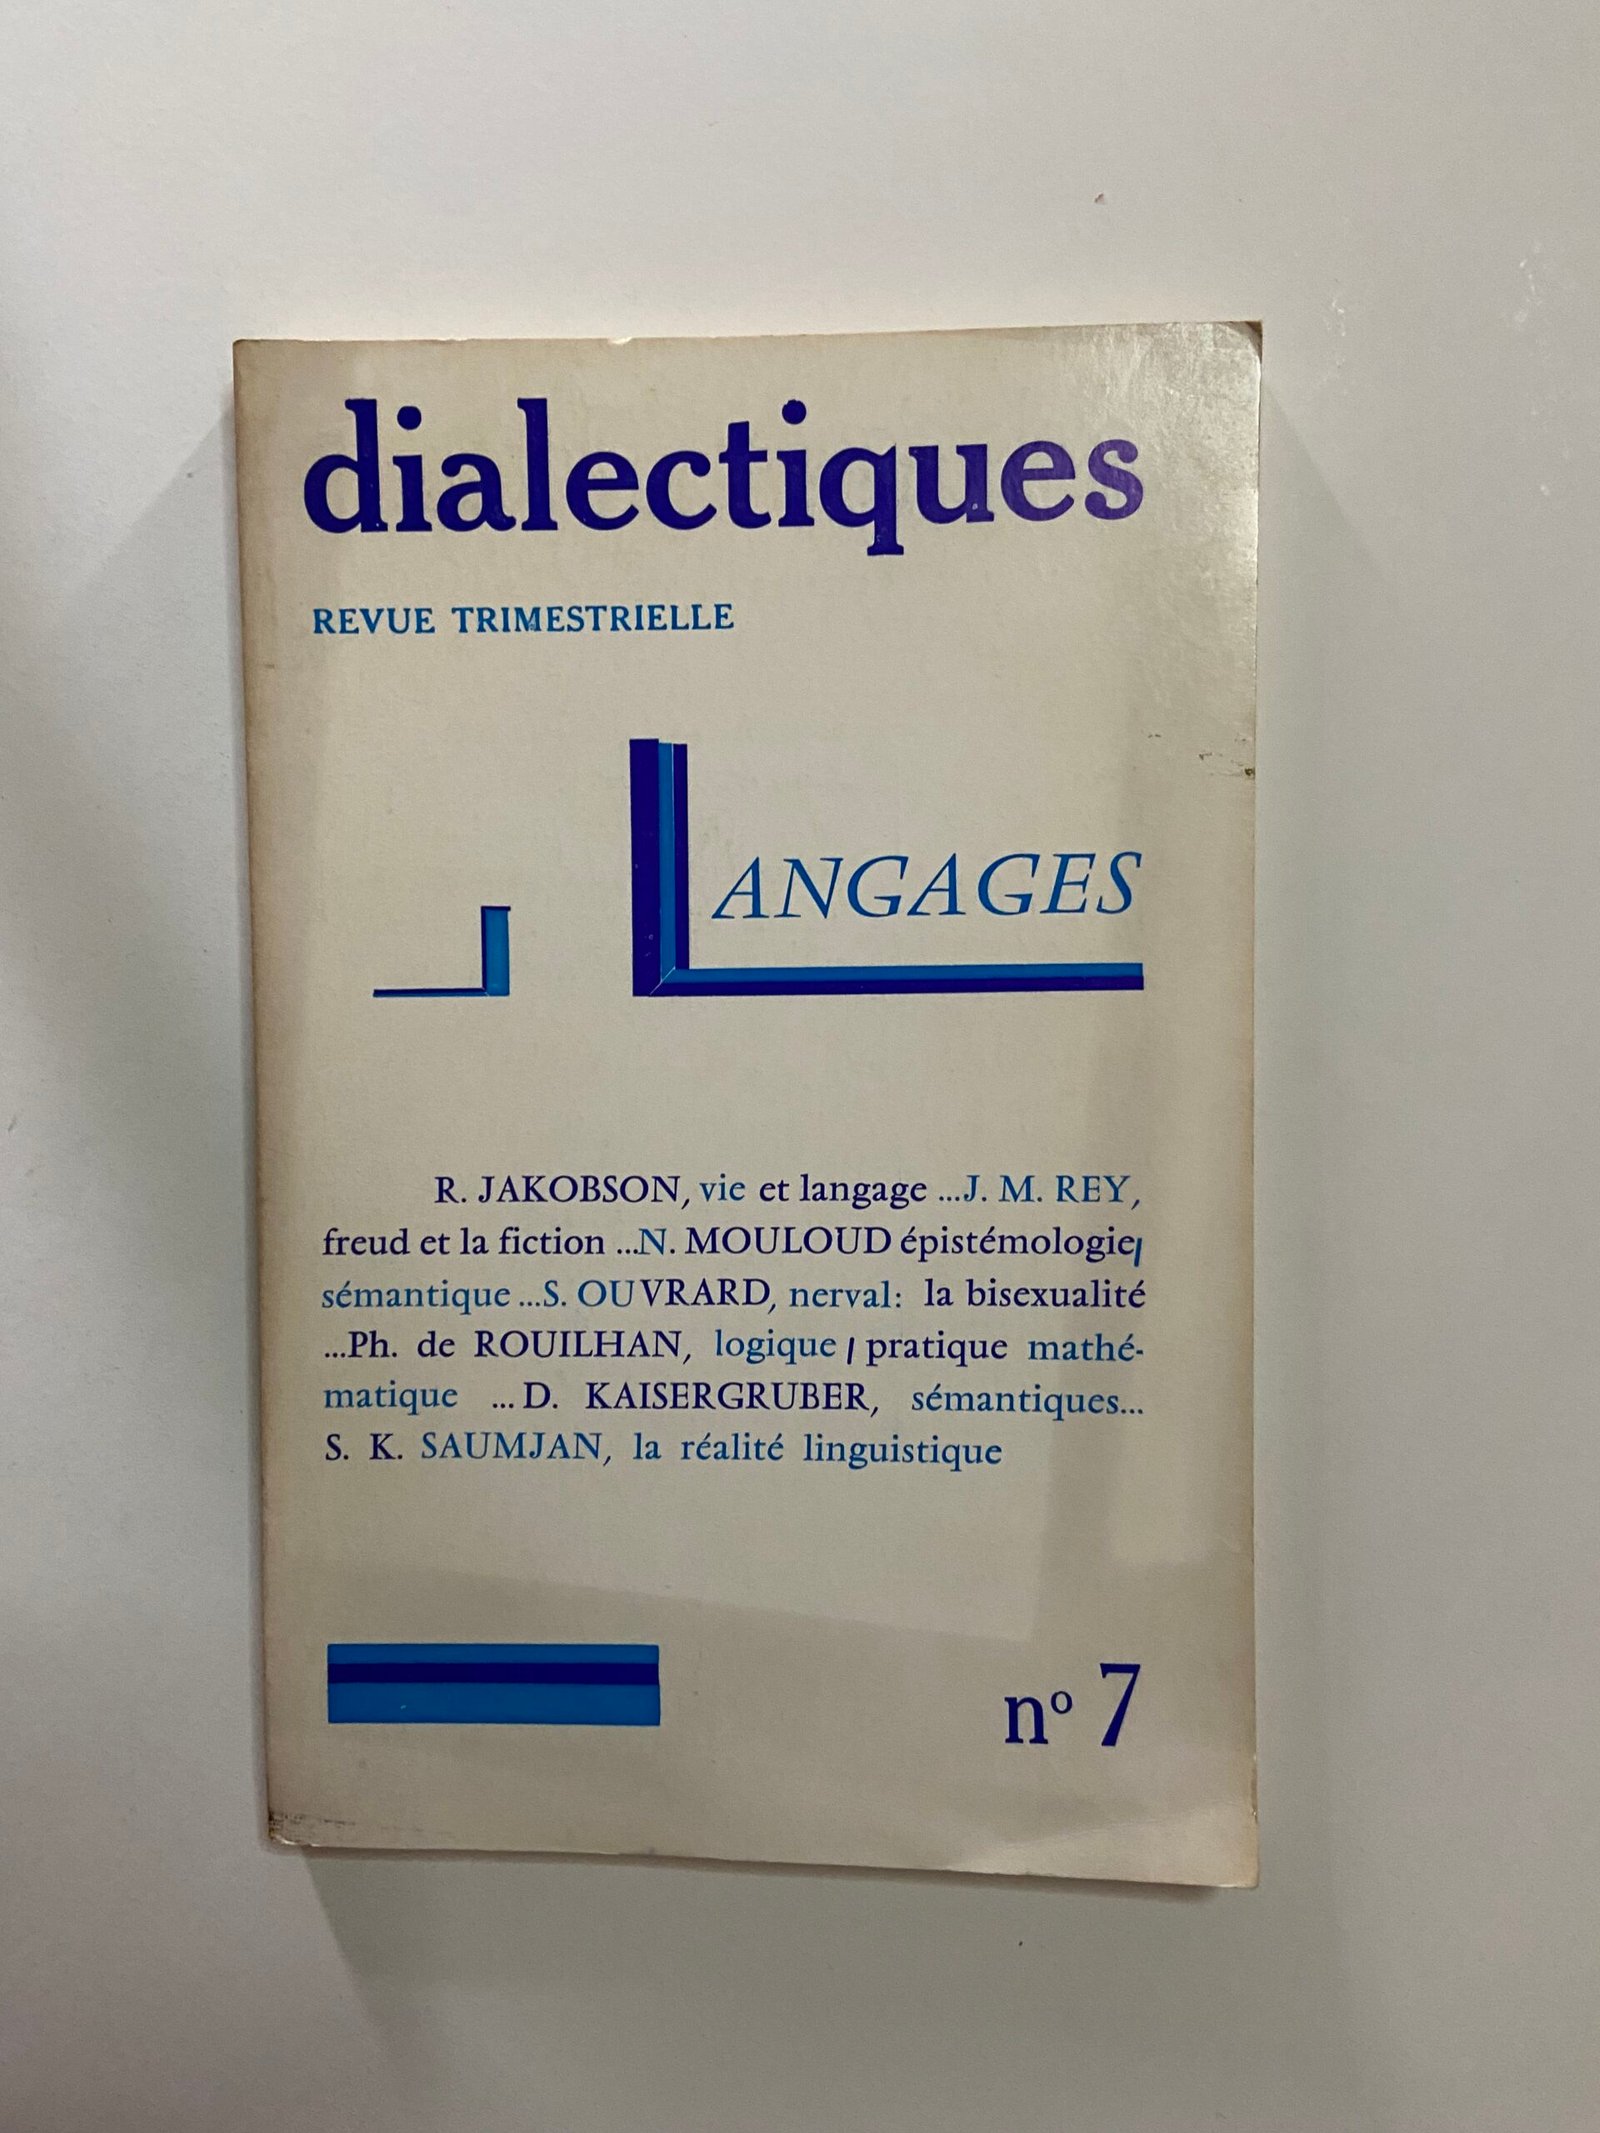 dialectiques
REVUE TRIMESTRIELLE
LANGAGES
R. JAKOBSON, vie et langage ...J. M. REY,
freud et la fiction ...N. MOULOUD épistémologie/
sémantique ...S. OUVRARD, nerval: la bisexualité
...Ph. de ROUILHAN, logique / pratique mathé-
matique ...D. KAISERGRUBER, sémantiques...
S. K. SAUMJAN, la réalité linguistique
nº 7